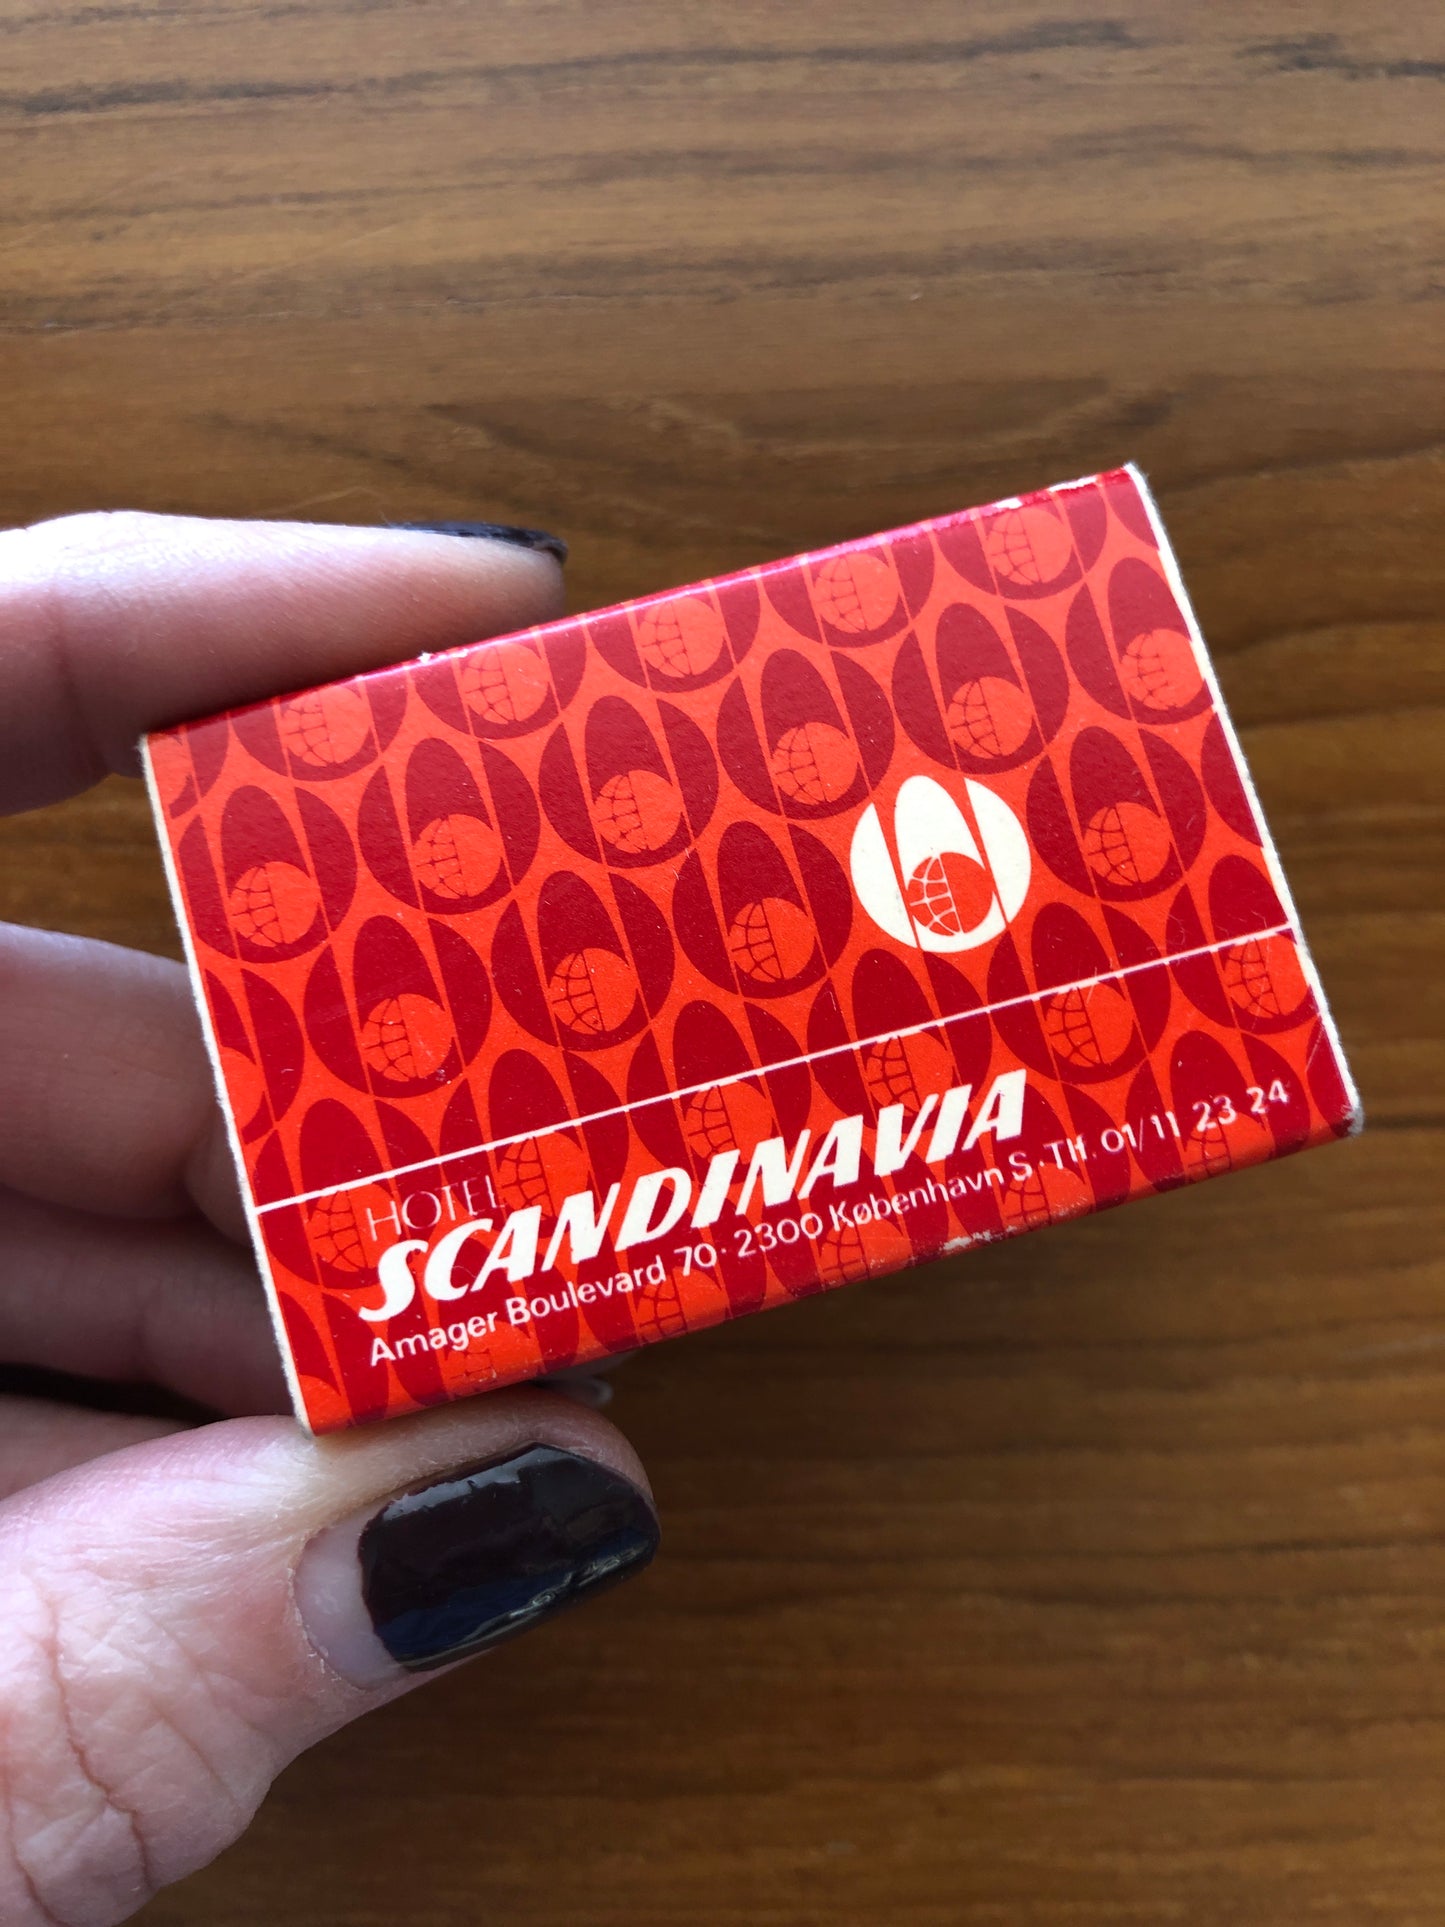 HOTEL
SCANDINAVIA
Amager Boulevard 70 · 2300 København S · Tlf. 01/11 23 24